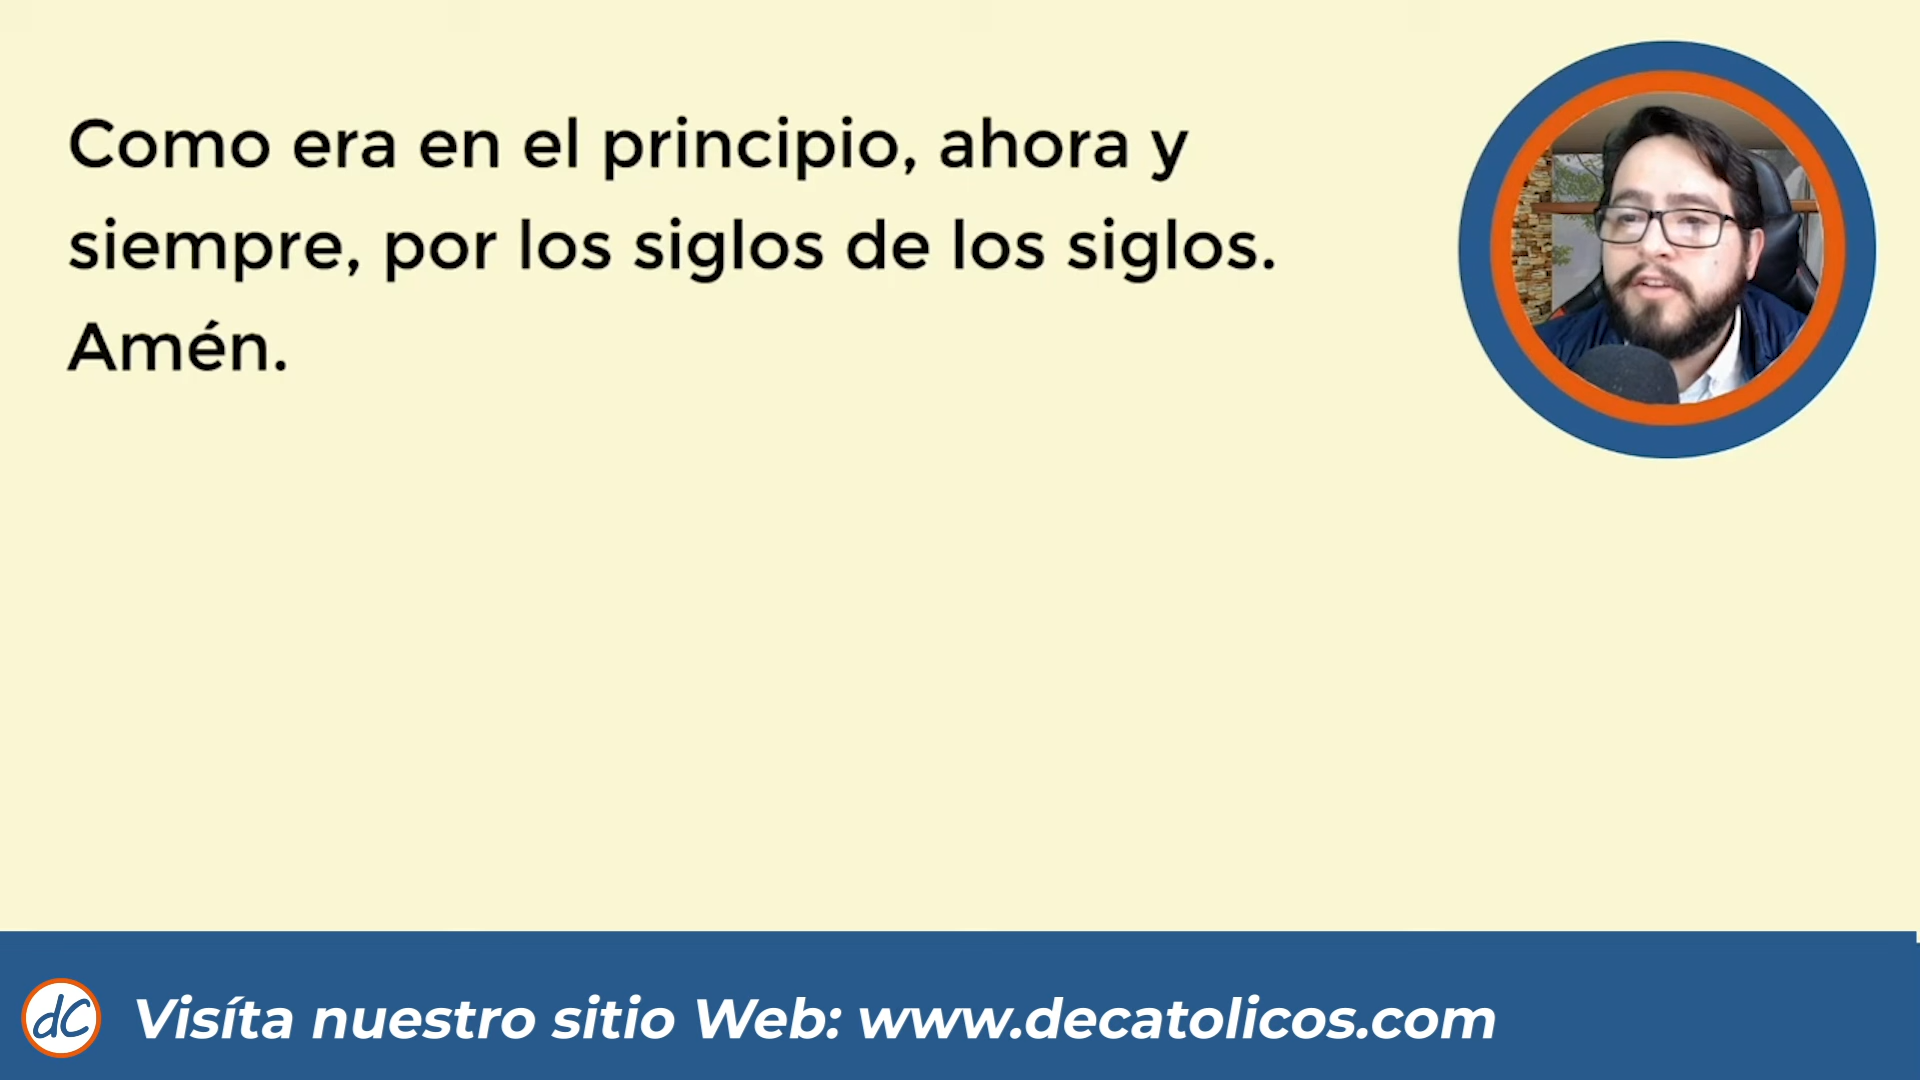 Como era en el principio, ahora y
siempre, por los siglos de los siglos.
Amén.
dC Visíta nuestro sitio Web: www.decatolicos.com